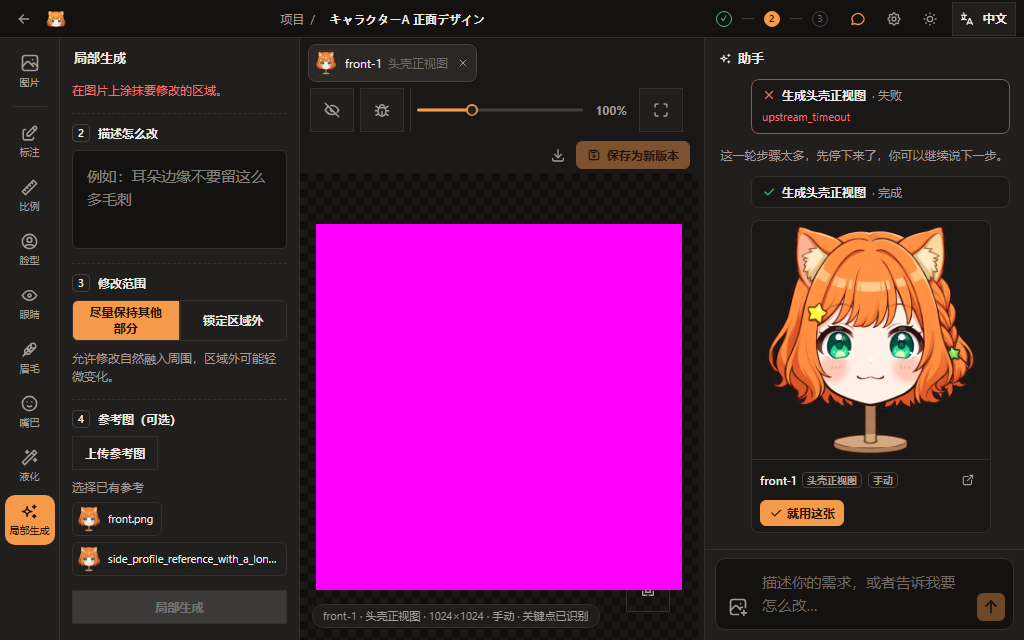 项目 / キャラクターA 正面デザイン
2
3
中文
图片
标注
比例
脸型
眼睛
眉毛
嘴巴
液化
局部生成
局部生成
在图片上涂抹要修改的区域。
2 描述怎么改
例如：耳朵边缘不要留这么
多毛刺
3 修改范围
尽量保持其他
部分
锁定区域外
允许修改自然融入周围，区域外可能轻
微变化。
4 参考图（可选）
上传参考图
选择已有参考
front.png
side_profile_reference_with_a_lon...
局部生成
front-1 头壳正视图
100%
保存为新版本
front-1 · 头壳正视图 · 1024×1024 · 手动 · 关键点已识别
助手
生成头壳正视图 · 失败
upstream_timeout
这一轮步骤太多，先停下来了，你可以继续说下一步。
生成头壳正视图 · 完成
front-1 头壳正视图 手动
就用这张
描述你的需求，或者告诉我要
怎么改...